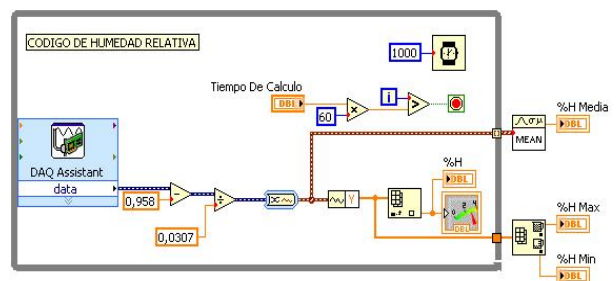 CODIGO DE HUMEDAD RELATIVA
1000
Tiempo De Calculo
DBL
60
i
%H Media
DBL
MEAN
DAQ Assistant
data
0,958
0,0307
Y
%H
DBL
DBL
%H Max
DBL
%H Min
DBL